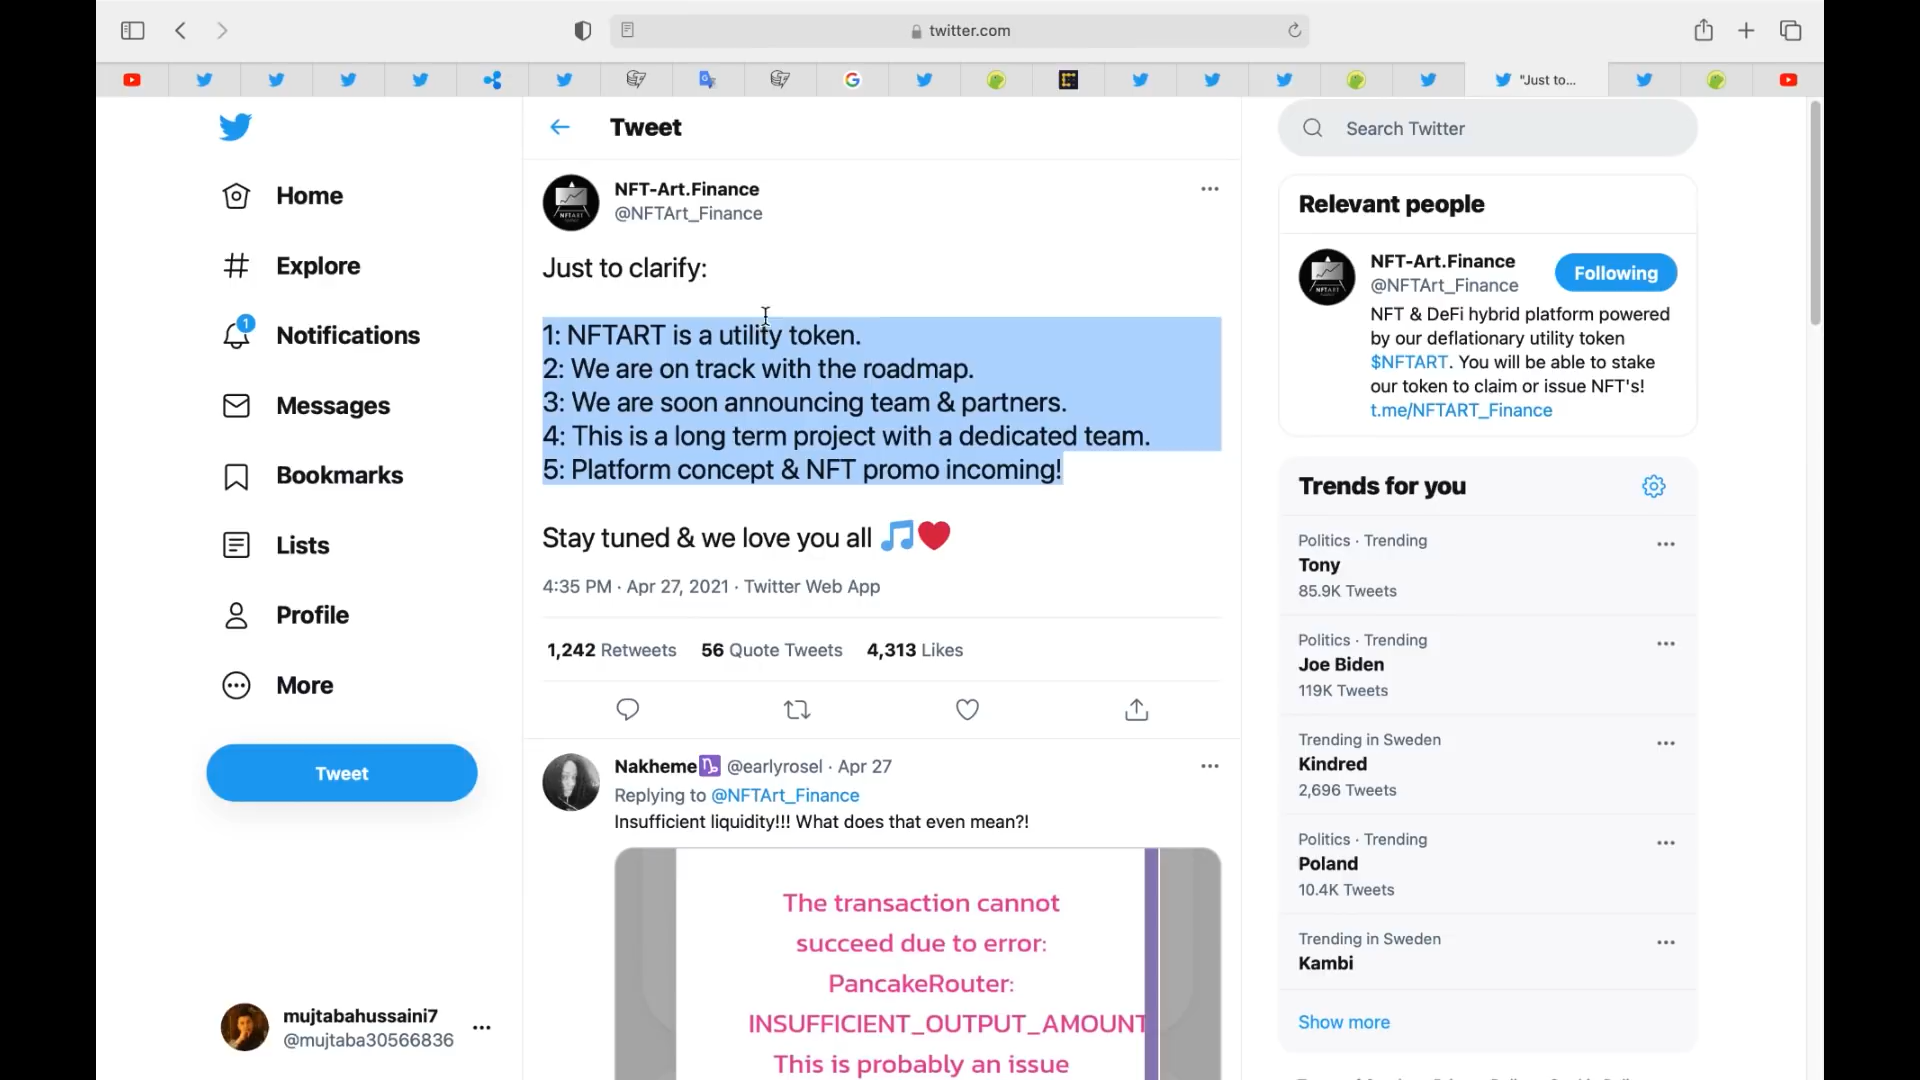 twitter.com
"Just to...
Home
Explore
1
Notifications
Messages
Bookmarks
Lists
Profile
More
Tweet
mujtabahussaini7
@mujtaba30566836
Tweet
NFT-Art.Finance
@NFTArt_Finance
Just to clarify:
1: NFTART is a utility token.
2: We are on track with the roadmap.
3: We are soon announcing team & partners.
4: This is a long term project with a dedicated team.
5: Platform concept & NFT promo incoming!
Stay tuned & we love you all 🎵❤️
4:35 PM · Apr 27, 2021 · Twitter Web App
1,242 Retweets 56 Quote Tweets 4,313 Likes
Nakheme♑ @earlyrosel · Apr 27
Replying to @NFTArt_Finance
Insufficient liquidity!!! What does that even mean?!
The transaction cannot
succeed due to error:
PancakeRouter:
INSUFFICIENT_OUTPUT_AMOUNT
This is probably an issue
Search Twitter
Relevant people
NFT-Art.Finance
@NFTArt_Finance
Following
NFT & DeFi hybrid platform powered
by our deflationary utility token
$NFTART. You will be able to stake
our token to claim or issue NFT's!
t.me/NFTART_Finance
Trends for you
Politics · Trending
Tony
85.9K Tweets
Politics · Trending
Joe Biden
119K Tweets
Trending in Sweden
Kindred
2,696 Tweets
Politics · Trending
Poland
10.4K Tweets
Trending in Sweden
Kambi
Show more